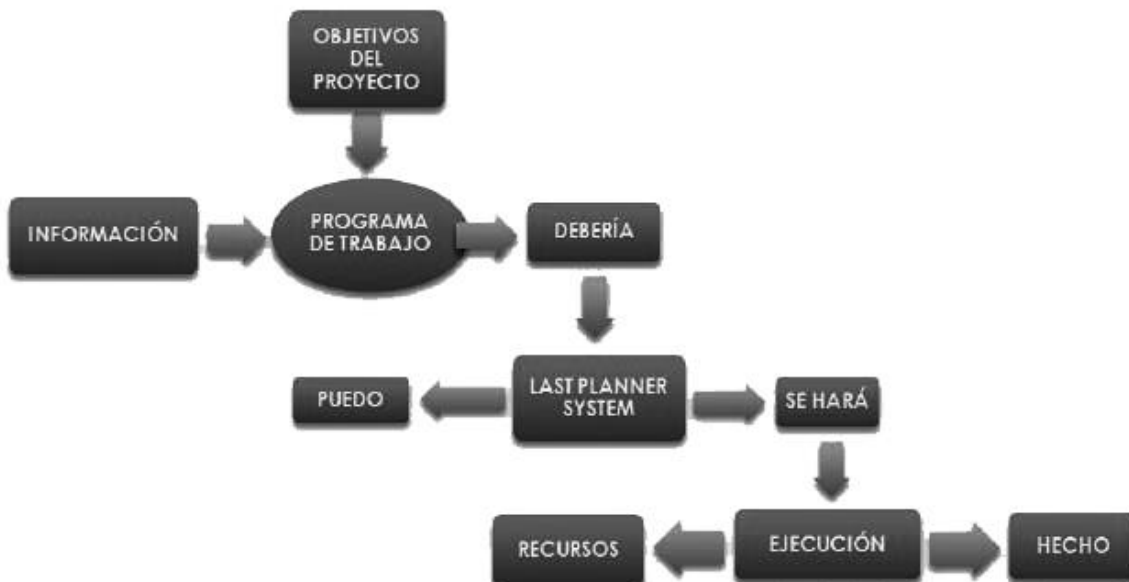 OBJETIVOS
DEL
PROYECTO
INFORMACIÓN
PROGRAMA
DE TRABAJO
DEBERÍA
PUEDO
LAST PLANNER
SYSTEM
SE HARÁ
RECURSOS
EJECUCIÓN
HECHO